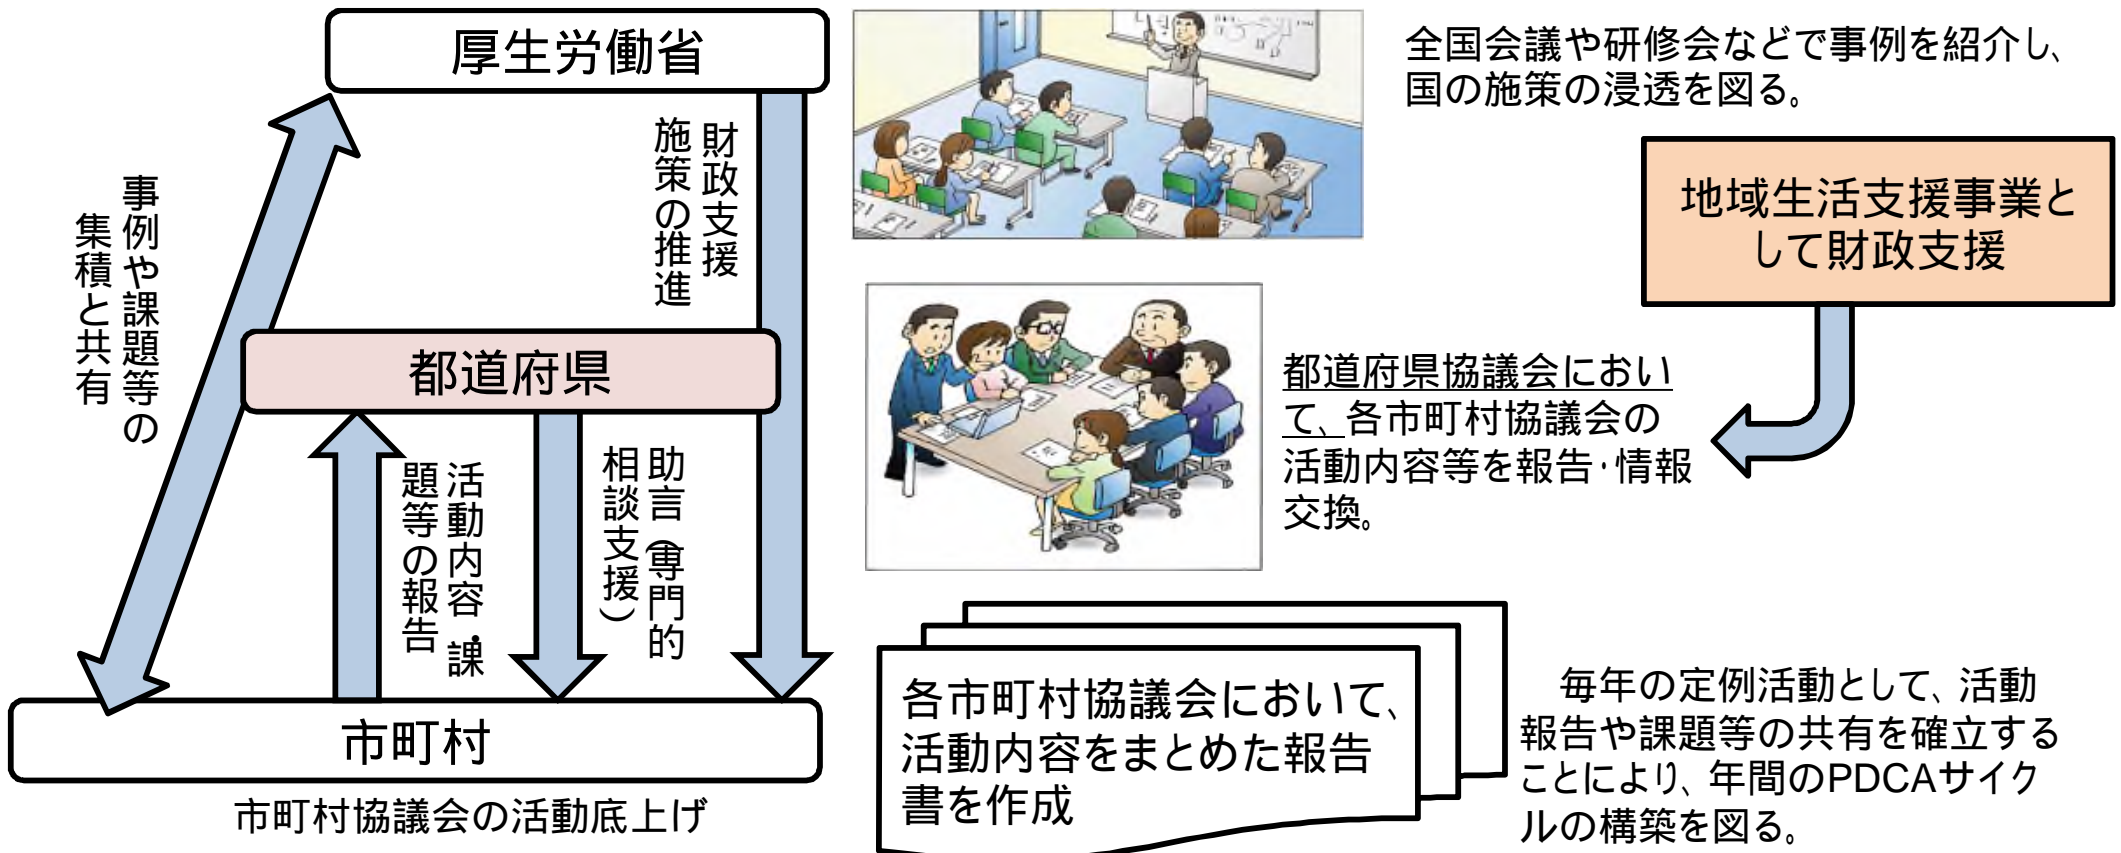 厚生労働省
財政支援
施策の推進
事例や課題等の
集積と共有
都道府県
活動内容・課
題等の報告
助言(専門的
相談支援)
市町村
市町村協議会の活動底上げ
全国会議や研修会などで事例を紹介し、
国の施策の浸透を図る。
地域生活支援事業と
して財政支援
都道府県協議会におい
て、各市町村協議会の
活動内容等を報告・情報
交換。
各市町村協議会において、
活動内容をまとめた報告
書を作成
毎年の定例活動として、活動
報告や課題等の共有を確立する
ことにより、年間のPDCAサイク
ルの構築を図る。